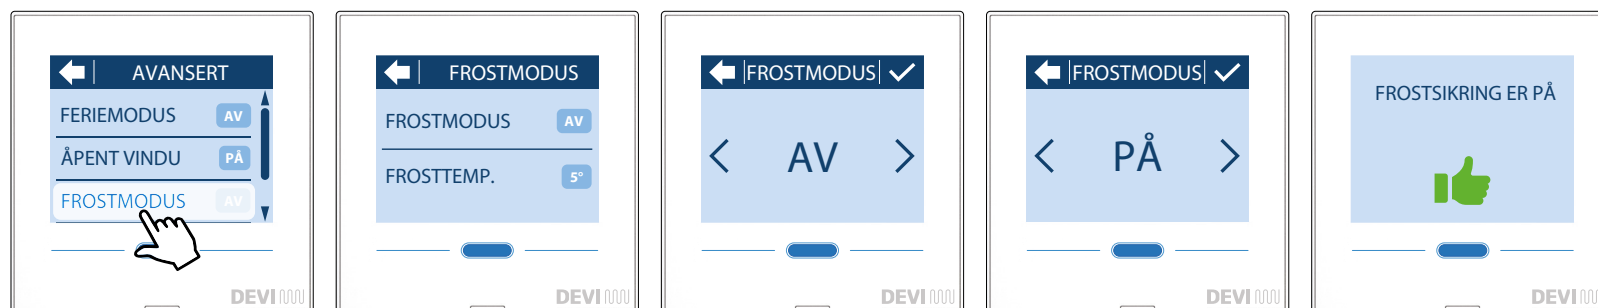 AVANSERT
FERIEMODUS AV
ÅPENT VINDU PÅ
FROSTMODUS AV
DEVI
FROSTMODUS
FROSTMODUS AV
FROSTTEMP. 5°
DEVI
FROSTMODUS
AV
DEVI
FROSTMODUS
PÅ
DEVI
FROSTSIKRING ER PÅ
DEVI